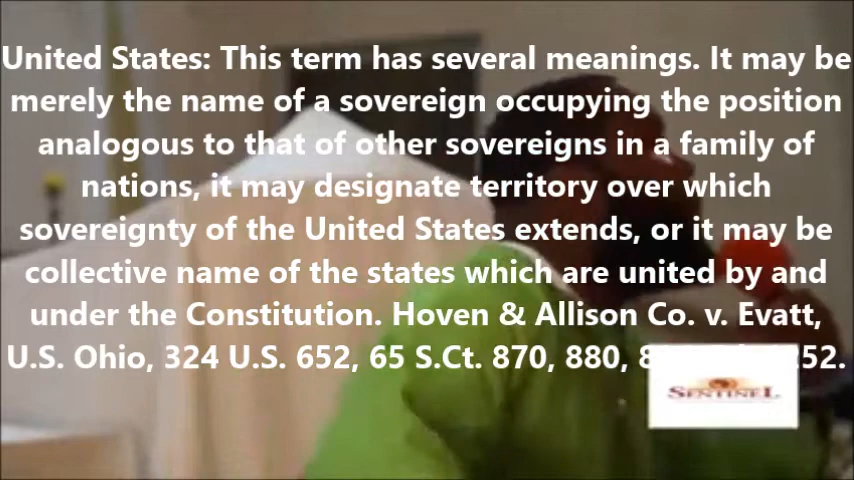 United States: This term has several meanings. It may be
merely the name of a sovereign occupying the position
analogous to that of other sovereigns in a family of
nations, it may designate territory over which
sovereignty of the United States extends, or it may be
collective name of the states which are united by and
under the Constitution. Hoven & Allison Co. v. Evatt,
U.S. Ohio, 324 U.S. 652, 65 S.Ct. 870, 880, 252.
SENTINEL